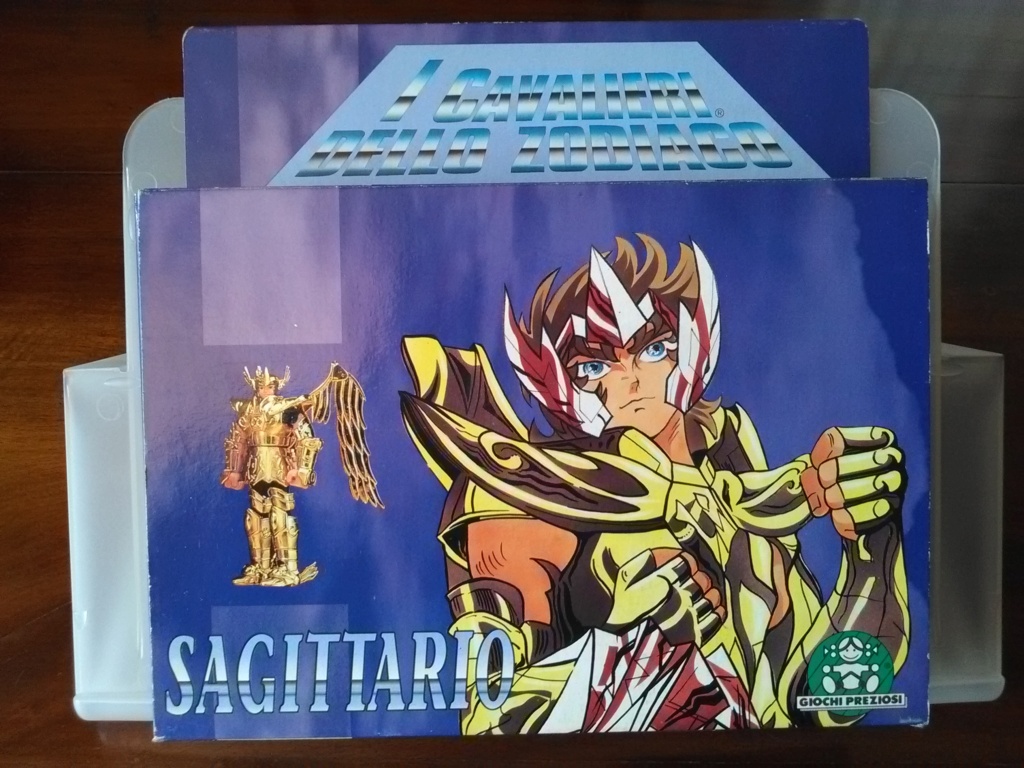 I CAVALIERI®
DELLO ZODIACO
SAGITTARIO
GIOCHI PREZIOSI